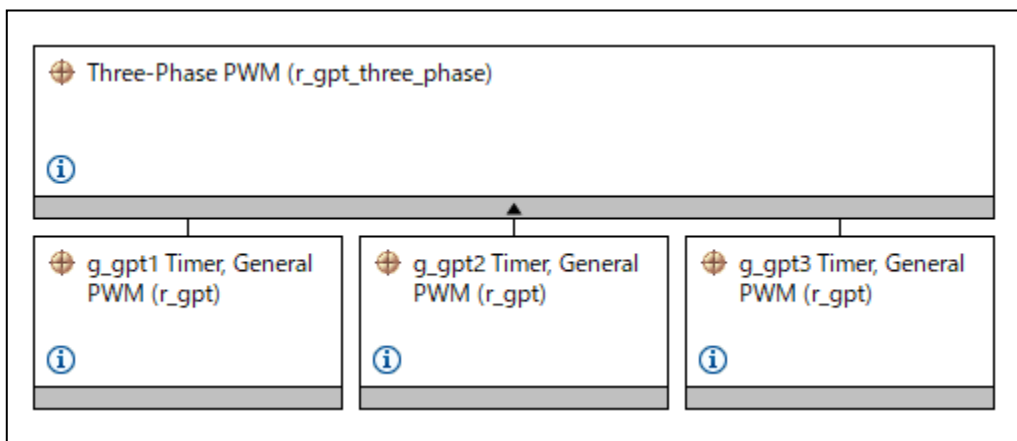 Three-Phase PWM (r_gpt_three_phase)
g_gpt1 Timer, General
PWM (r_gpt)
g_gpt2 Timer, General
PWM (r_gpt)
g_gpt3 Timer, General
PWM (r_gpt)